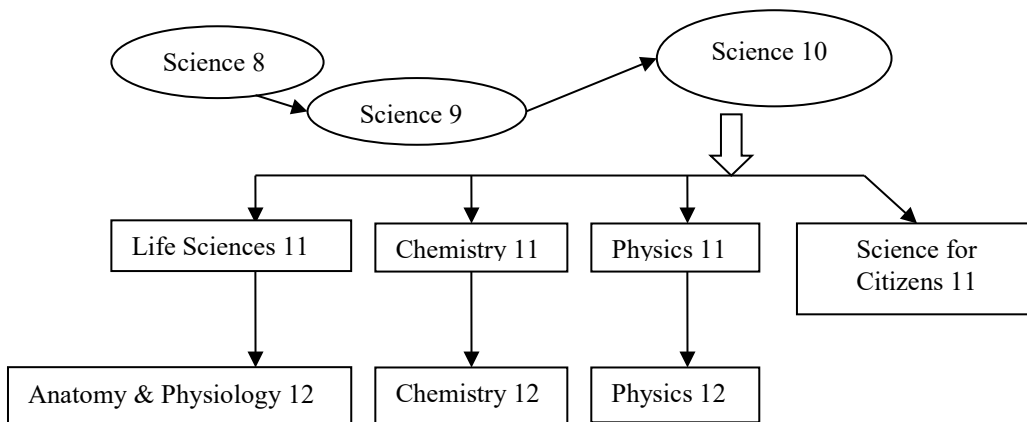 Science 8
Science 9
Science 10
Life Sciences 11
Chemistry 11
Physics 11
Science for
Citizens 11
Anatomy & Physiology 12
Chemistry 12
Physics 12